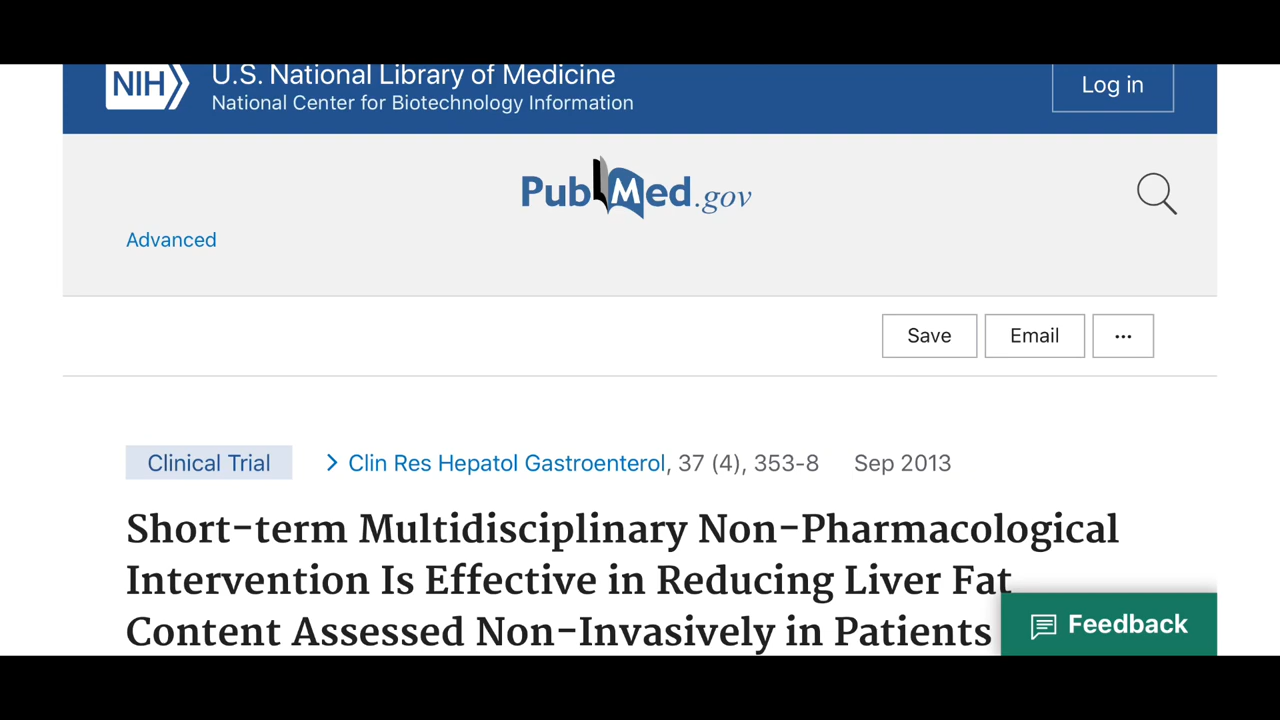 NIH
U.S. National Library of Medicine
National Center for Biotechnology Information
Log in
PubMed.gov
Advanced
Save
Email
...
Clinical Trial
> Clin Res Hepatol Gastroenterol, 37 (4), 353-8 Sep 2013
Short-term Multidisciplinary Non-Pharmacological
Intervention Is Effective in Reducing Liver Fat
Content Assessed Non-Invasively in Patients
Feedback